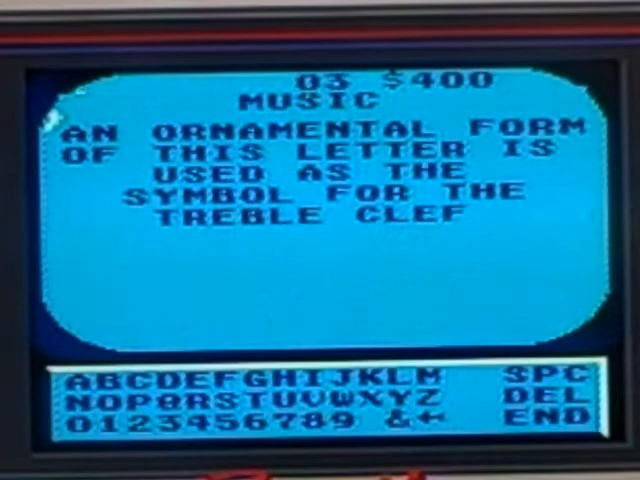 03 $400
MUSIC
AN ORNAMENTAL FORM
OF THIS LETTER IS
USED AS THE
SYMBOL FOR THE
TREBLE CLEF
ABCDEFGHIJKLM SPC
NOPQRSTUVWXYZ DEL
0123456789 &← END